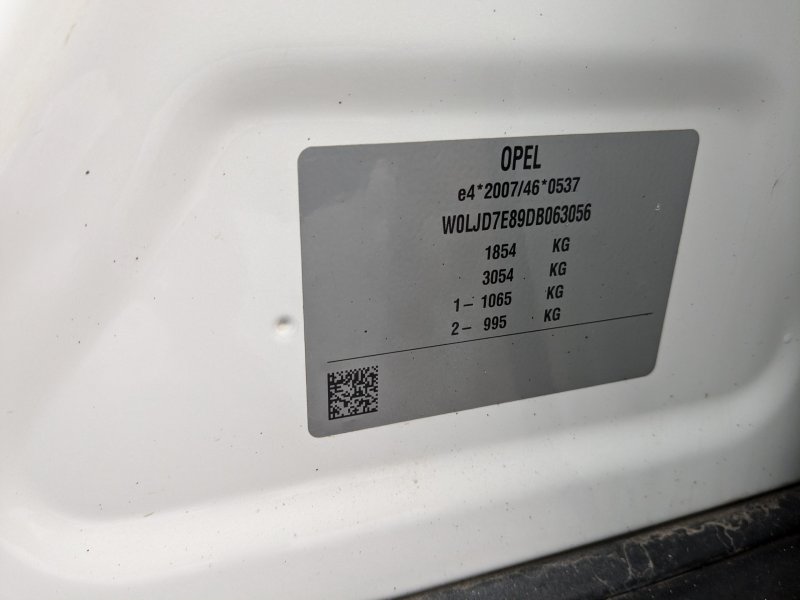 OPEL
e4*2007/46*0537
W0LJD7E89DB063056
1854 KG
3054 KG
1– 1065 KG
2– 995 KG